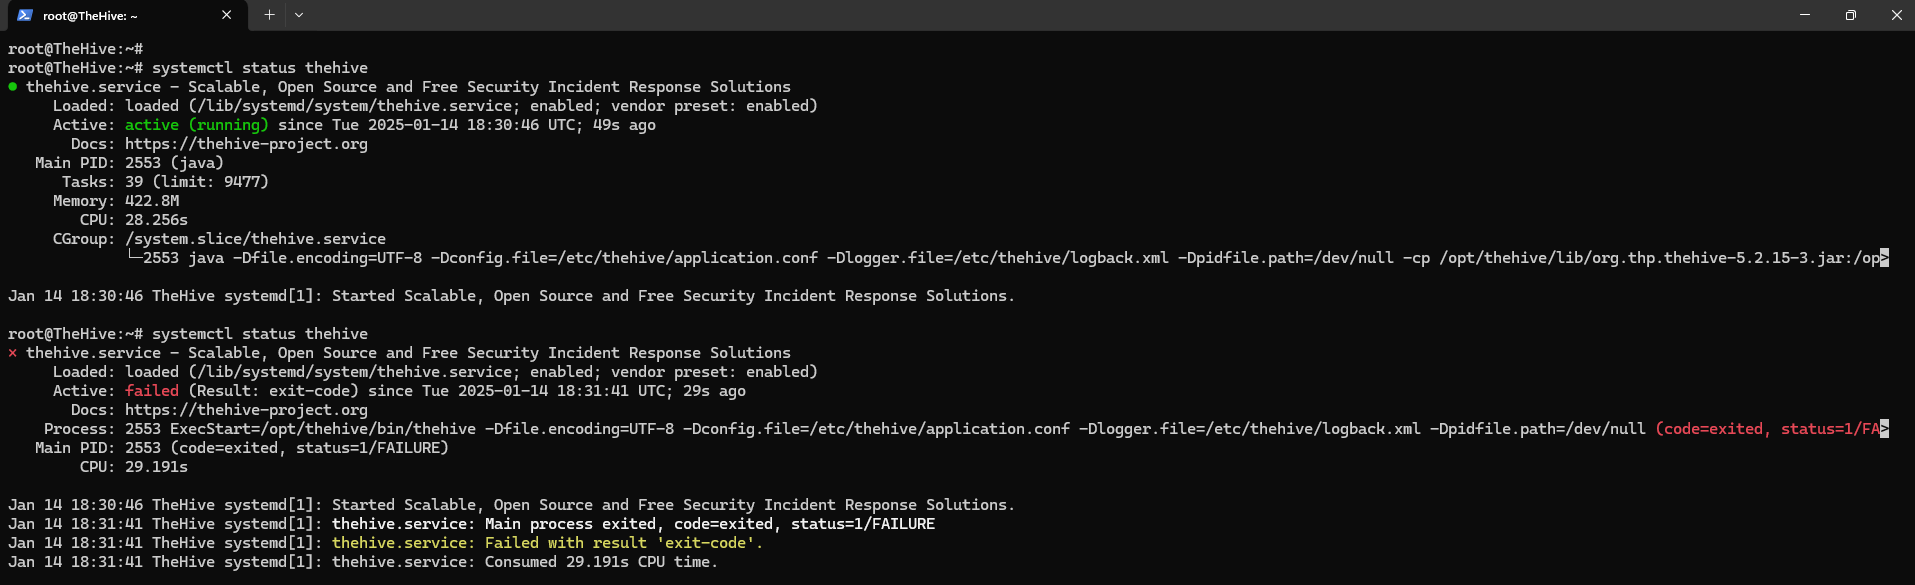 root@TheHive: ~
root@TheHive:~#
root@TheHive:~# systemctl status thehive
● thehive.service - Scalable, Open Source and Free Security Incident Response Solutions
     Loaded: loaded (/lib/systemd/system/thehive.service; enabled; vendor preset: enabled)
     Active: active (running) since Tue 2025-01-14 18:30:46 UTC; 49s ago
       Docs: https://thehive-project.org
   Main PID: 2553 (java)
      Tasks: 39 (limit: 9477)
     Memory: 422.8M
        CPU: 28.256s
     CGroup: /system.slice/thehive.service
             └─2553 java -Dfile.encoding=UTF-8 -Dconfig.file=/etc/thehive/application.conf -Dlogger.file=/etc/thehive/logback.xml -Dpidfile.path=/dev/null -cp /opt/thehive/lib/org.thp.thehive-5.2.15-3.jar:/op>
Jan 14 18:30:46 TheHive systemd[1]: Started Scalable, Open Source and Free Security Incident Response Solutions.
root@TheHive:~# systemctl status thehive
× thehive.service - Scalable, Open Source and Free Security Incident Response Solutions
     Loaded: loaded (/lib/systemd/system/thehive.service; enabled; vendor preset: enabled)
     Active: failed (Result: exit-code) since Tue 2025-01-14 18:31:41 UTC; 29s ago
       Docs: https://thehive-project.org
    Process: 2553 ExecStart=/opt/thehive/bin/thehive -Dfile.encoding=UTF-8 -Dconfig.file=/etc/thehive/application.conf -Dlogger.file=/etc/thehive/logback.xml -Dpidfile.path=/dev/null (code=exited, status=1/FA>
   Main PID: 2553 (code=exited, status=1/FAILURE)
        CPU: 29.191s
Jan 14 18:30:46 TheHive systemd[1]: Started Scalable, Open Source and Free Security Incident Response Solutions.
Jan 14 18:31:41 TheHive systemd[1]: thehive.service: Main process exited, code=exited, status=1/FAILURE
Jan 14 18:31:41 TheHive systemd[1]: thehive.service: Failed with result 'exit-code'.
Jan 14 18:31:41 TheHive systemd[1]: thehive.service: Consumed 29.191s CPU time.